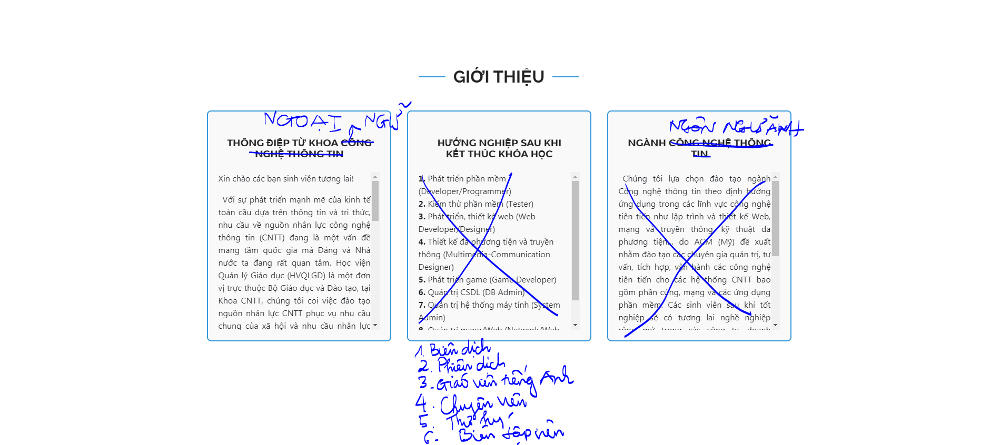 GIỚI THIỆU
NGOẠI NGỮ
THÔNG ĐIỆP TỪ KHOA CÔNG
NGHỆ THÔNG TIN
Xin chào các bạn sinh viên tương lai!
Với sự phát triển mạnh mẽ của kinh tế
toàn cầu dựa trên thông tin và tri thức,
nhu cầu về nguồn nhân lực công nghệ
thông tin (CNTT) đang là một vấn đề
mang tầm quốc gia mà Đảng và Nhà
nước ta đang rất quan tâm. Học viện
Quản lý Giáo dục (HVQLGD) là một đơn
vị trực thuộc Bộ Giáo dục và Đào tạo, tại
Khoa CNTT, chúng tôi coi việc đào tạo
nguồn nhân lực CNTT phục vụ nhu cầu
chung của xã hội và nhu cầu nhân lực
HƯỚNG NGHIỆP SAU KHI
KẾT THÚC KHÓA HỌC
1. Phát triển phần mềm
(Developer/Programmer)
2. Kiểm thử phần mềm (Tester)
3. Phát triển, thiết kế web (Web
Developer/Designer)
4. Thiết kế đa phương tiện và truyền
thông (Multimedia-Communication
Designer)
5. Phát triển game (Game Developer)
6. Quản trị CSDL (DB Admin)
7. Quản trị hệ thống máy tính (System
Admin)
8. Quản trị mạng/Web (Network/Web
1. Biên dịch
2. Phiên dịch
3. Giáo viên tiếng Anh
4. Chuyên viên
5. Thư ký
6. Biên tập viên
NGÔN NGỮ ANH
NGÀNH CÔNG NGHỆ THÔNG
TIN
Chúng tôi lựa chọn đào tạo ngành
Công nghệ thông tin theo định hướng
ứng dụng trong các lĩnh vực công nghệ
tiên tiến như lập trình và thiết kế Web,
mạng và truyền thông, kỹ thuật đa
phương tiện... do ACM (Mỹ) đề xuất
nhằm đào tạo các chuyên gia quản trị, tư
vấn, tích hợp, vận hành các công nghệ
tiên tiến cho các hệ thống CNTT bao
gồm phần cứng, mạng và các ứng dụng
phần mềm. Các sinh viên sau khi tốt
nghiệp sẽ có tương lai nghề nghiệp
rộng mở trong các công ty, doanh